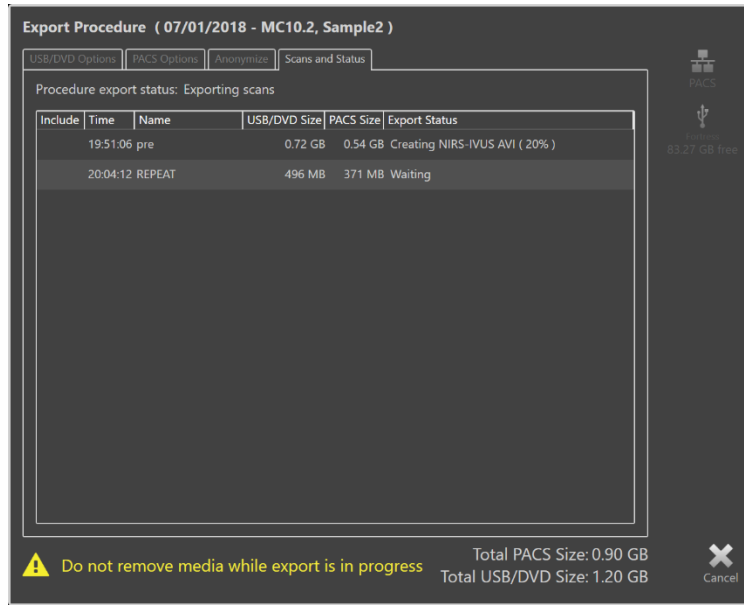 Export Procedure ( 07/01/2018 - MC10.2, Sample2 )
USB/DVD Options PACS Options Anonymize Scans and Status
PACS
Procedure export status: Exporting scans
Include Time Name USB/DVD Size PACS Size Export Status
19:51:06 pre 0.72 GB 0.54 GB Creating NIRS-IVUS AVI ( 20% )
20:04:12 REPEAT 496 MB 371 MB Waiting
83.27 GB free
Do not remove media while export is in progress
Total PACS Size: 0.90 GB
Total USB/DVD Size: 1.20 GB
Cancel